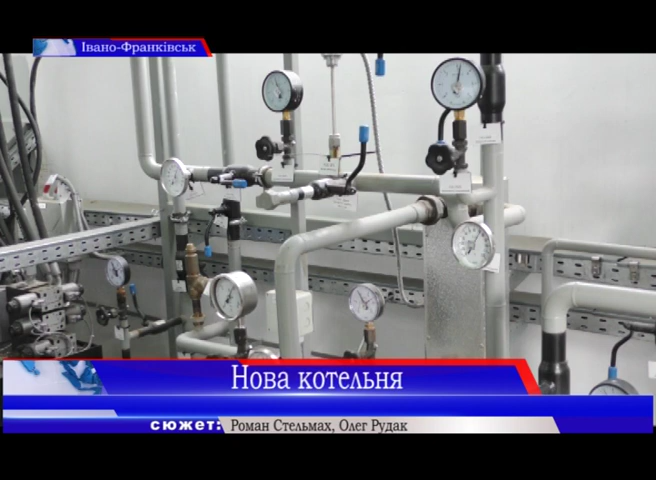 Івано-Франківськ
Нова котельня
сюжет: Роман Стельмах, Олег Рудак